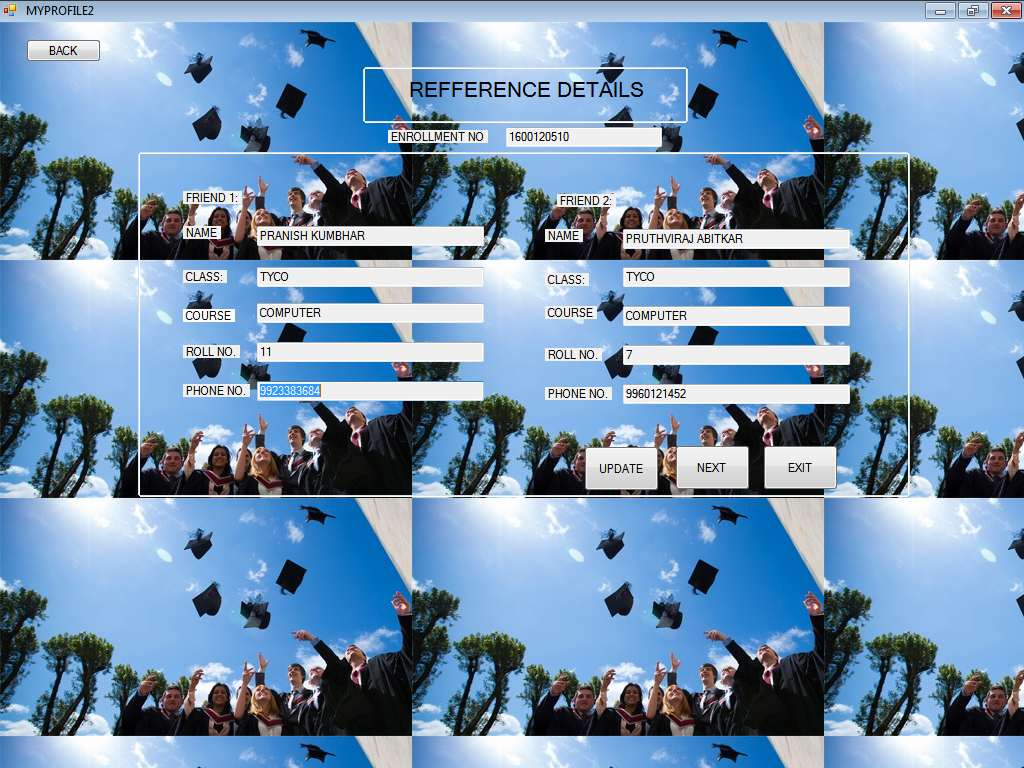 MYPROFILE2
BACK
REFFERENCE DETAILS
ENROLLMENT NO 1600120510
FRIEND 1:
NAME PRANISH KUMBHAR
CLASS: TYCO
COURSE COMPUTER
ROLL NO. 11
PHONE NO. 9923383684
FRIEND 2:
NAME PRUTHVIRAJ ABITKAR
CLASS: TYCO
COURSE COMPUTER
ROLL NO. 7
PHONE NO. 9960121452
UPDATE NEXT EXIT